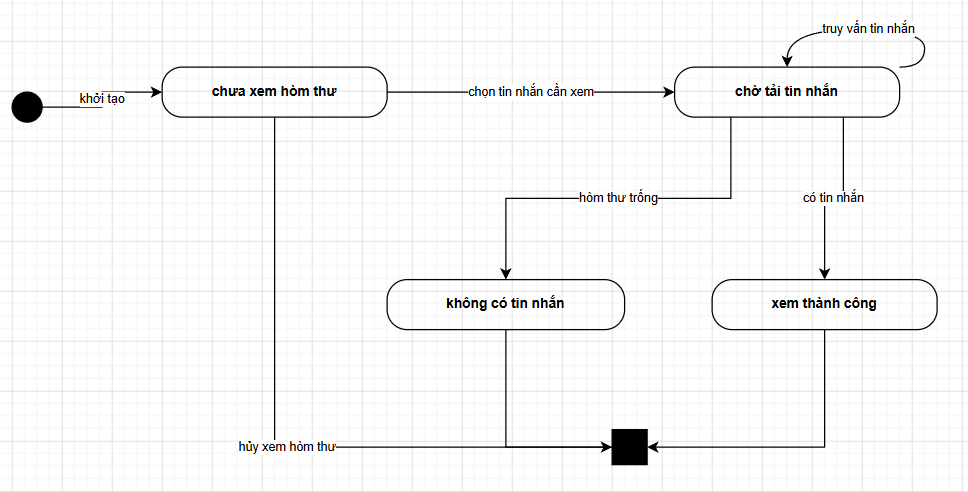 truy vấn tin nhắn
khởi tạo
chưa xem hòm thư
chọn tin nhắn cần xem
chờ tải tin nhắn
hòm thư trống
có tin nhắn
không có tin nhắn
xem thành công
hủy xem hòm thư